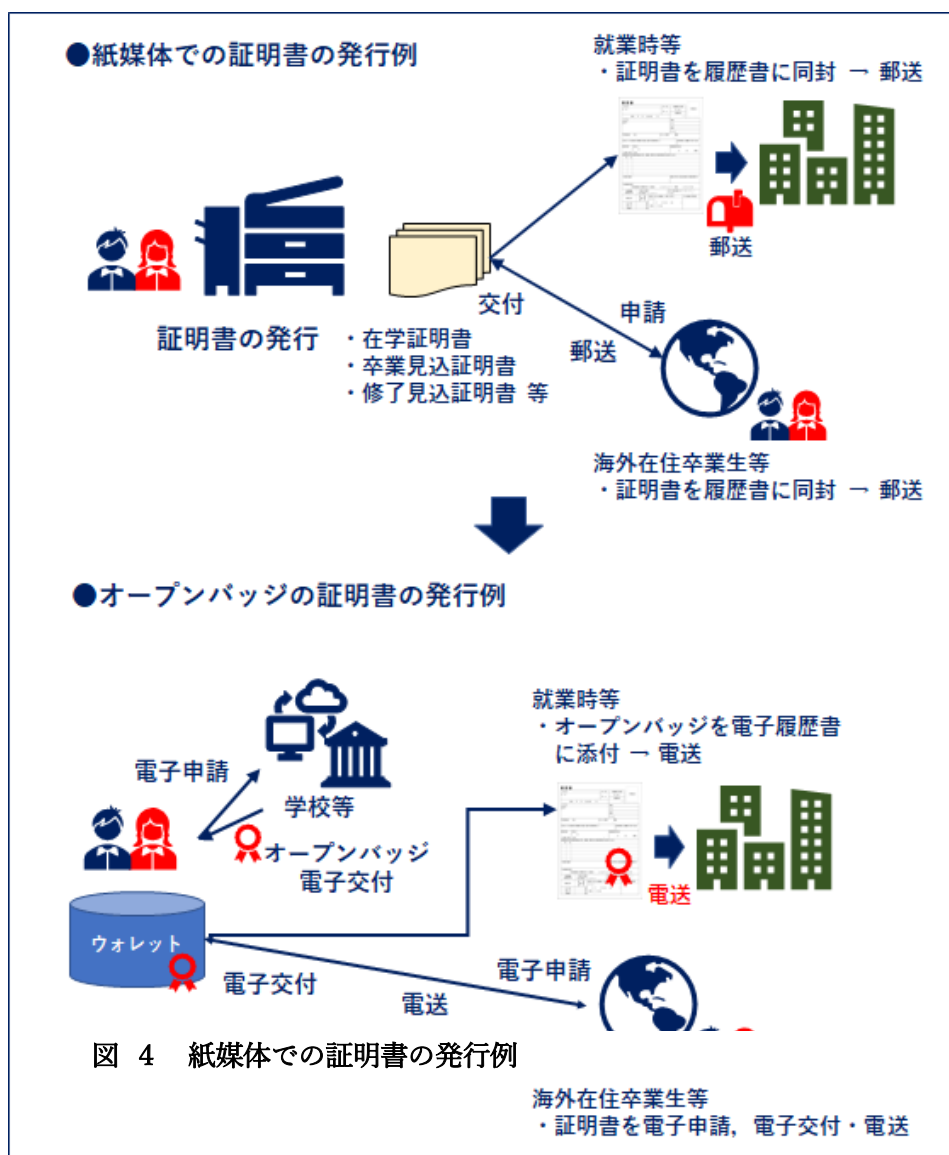 ●紙媒体での証明書の発行例
就業時等
・証明書を履歴書に同封 → 郵送
郵送
交付
申請
郵送
証明書の発行
・在学証明書
・卒業見込証明書
・修了見込証明書 等
海外在住卒業生等
・証明書を履歴書に同封 → 郵送
●オープンバッジの証明書の発行例
電子申請
学校等
オープンバッジ
電子交付
就業時等
・オープンバッジを電子履歴書
に添付 → 電送
電送
ウォレット
電子交付
電送
電子申請
図 4 紙媒体での証明書の発行例
海外在住卒業生等
・証明書を電子申請，電子交付・電送